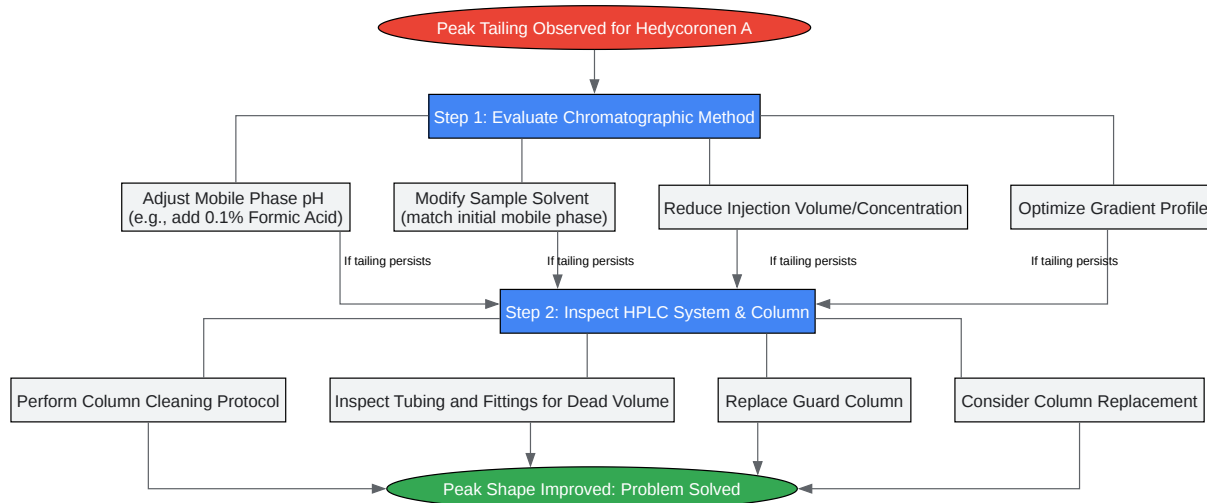 Peak Tailing Observed for Hedycoronen A
Step 1: Evaluate Chromatographic Method
Adjust Mobile Phase pH
(e.g., add 0.1% Formic Acid)
Modify Sample Solvent
(match initial mobile phase)
Reduce Injection Volume/Concentration
Optimize Gradient Profile
If tailing persists
If tailing persists
If tailing persists
If tailing persists
Step 2: Inspect HPLC System & Column
Perform Column Cleaning Protocol
Inspect Tubing and Fittings for Dead Volume
Replace Guard Column
Consider Column Replacement
Peak Shape Improved: Problem Solved